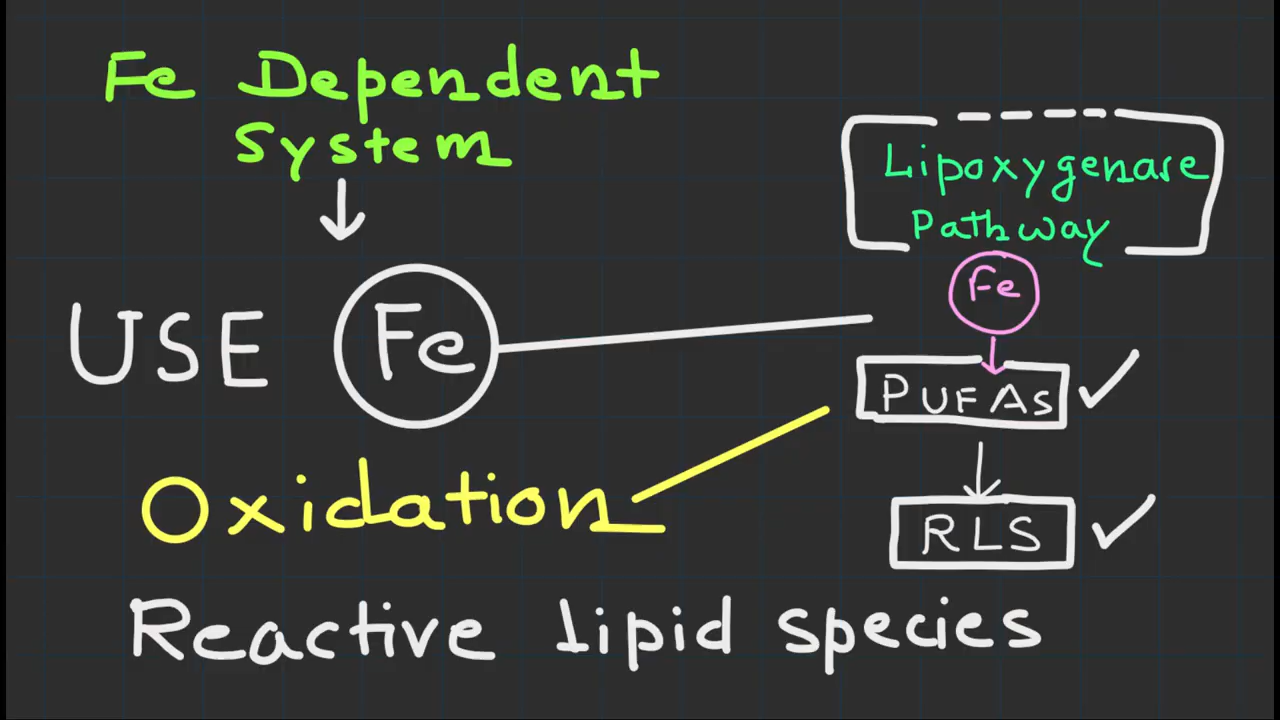 Fe Dependent
System
USE Fe
Oxidation
Reactive lipid species
Lipoxygenase
Pathway
Fe
PUFAs
RLS